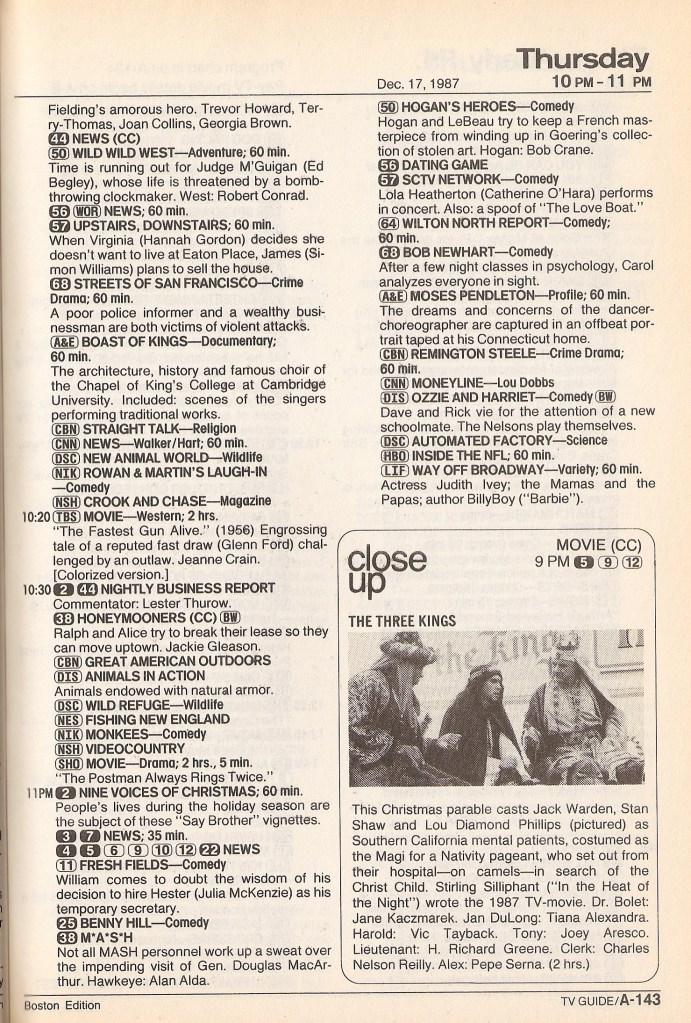 Thursday
Dec. 17, 1987
10 PM – 11 PM
Fielding's amorous hero. Trevor Howard, Ter-
ry-Thomas, Joan Collins, Georgia Brown.
44 NEWS (CC)
50 WILD WILD WEST—Adventure; 60 min.
Time is running out for Judge M'Guigan (Ed
Begley), whose life is threatened by a bomb-
throwing clockmaker. West: Robert Conrad.
56 WOR NEWS; 60 min.
57 UPSTAIRS, DOWNSTAIRS; 60 min.
When Virginia (Hannah Gordon) decides she
doesn't want to live at Eaton Place, James (Si-
mon Williams) plans to sell the house.
68 STREETS OF SAN FRANCISCO—Crime
Drama; 60 min.
A poor police informer and a wealthy busi-
nessman are both victims of violent attacks.
A&E BOAST OF KINGS—Documentary;
60 min.
The architecture, history and famous choir of
the Chapel of King's College at Cambridge
University. Included: scenes of the singers
performing traditional works.
CBN STRAIGHT TALK—Religion
CNN NEWS—Walker/Hart; 60 min.
DSC NEW ANIMAL WORLD—Wildlife
NIK ROWAN & MARTIN'S LAUGH-IN
—Comedy
NSH CROOK AND CHASE—Magazine
10:20 TBS MOVIE—Western; 2 hrs.
"The Fastest Gun Alive." (1956) Engrossing
tale of a reputed fast draw (Glenn Ford) chal-
lenged by an outlaw. Jeanne Crain.
[Colorized version.]
10:30 2 44 NIGHTLY BUSINESS REPORT
Commentator: Lester Thurow.
38 HONEYMOONERS (CC) BW
Ralph and Alice try to break their lease so they
can move uptown. Jackie Gleason.
CBN GREAT AMERICAN OUTDOORS
DIS ANIMALS IN ACTION
Animals endowed with natural armor.
DSC WILD REFUGE—Wildlife
NES FISHING NEW ENGLAND
NIK MONKEES—Comedy
NSH VIDEOCOUNTRY
SHO MOVIE—Drama; 2 hrs., 5 min.
"The Postman Always Rings Twice."
11 PM 2 NINE VOICES OF CHRISTMAS; 60 min.
People's lives during the holiday season are
the subject of these "Say Brother" vignettes.
3 7 NEWS; 35 min.
4 5 6 9 10 12 22 NEWS
11 FRESH FIELDS—Comedy
William comes to doubt the wisdom of his
decision to hire Hester (Julia McKenzie) as his
temporary secretary.
25 BENNY HILL—Comedy
38 M*A*S*H
Not all MASH personnel work up a sweat over
the impending visit of Gen. Douglas MacAr-
thur. Hawkeye: Alan Alda.
50 HOGAN'S HEROES—Comedy
Hogan and LeBeau try to keep a French mas-
terpiece from winding up in Goering's collec-
tion of stolen art. Hogan: Bob Crane.
56 DATING GAME
57 SCTV NETWORK—Comedy
Lola Heatherton (Catherine O'Hara) performs
in concert. Also: a spoof of "The Love Boat."
64 WILTON NORTH REPORT—Comedy;
60 min.
68 BOB NEWHART—Comedy
After a few night classes in psychology, Carol
analyzes everyone in sight.
A&E MOSES PENDLETON—Profile; 60 min.
The dreams and concerns of the dancer-
choreographer are captured in an offbeat por-
trait taped at his Connecticut home.
CBN REMINGTON STEELE—Crime Drama;
60 min.
CNN MONEYLINE—Lou Dobbs
DIS OZZIE AND HARRIET—Comedy BW
Dave and Rick vie for the attention of a new
schoolmate. The Nelsons play themselves.
DSC AUTOMATED FACTORY—Science
HBO INSIDE THE NFL; 60 min.
LIF WAY OFF BROADWAY—Variety; 60 min.
Actress Judith Ivey; the Mamas and the
Papas; author BillyBoy ("Barbie").
close
up
MOVIE (CC)
9 PM 5 9 12
THE THREE KINGS
the King
This Christmas parable casts Jack Warden, Stan
Shaw and Lou Diamond Phillips (pictured) as
Southern California mental patients, costumed as
the Magi for a Nativity pageant, who set out from
their hospital—on camels—in search of the
Christ Child. Stirling Silliphant ("In the Heat of
the Night") wrote the 1987 TV-movie. Dr. Bolet:
Jane Kaczmarek. Jan DuLong: Tiana Alexandra.
Harold: Vic Tayback. Tony: Joey Aresco.
Lieutenant: H. Richard Greene. Clerk: Charles
Nelson Reilly. Alex: Pepe Serna. (2 hrs.)
Boston Edition
TV GUIDE/A-143